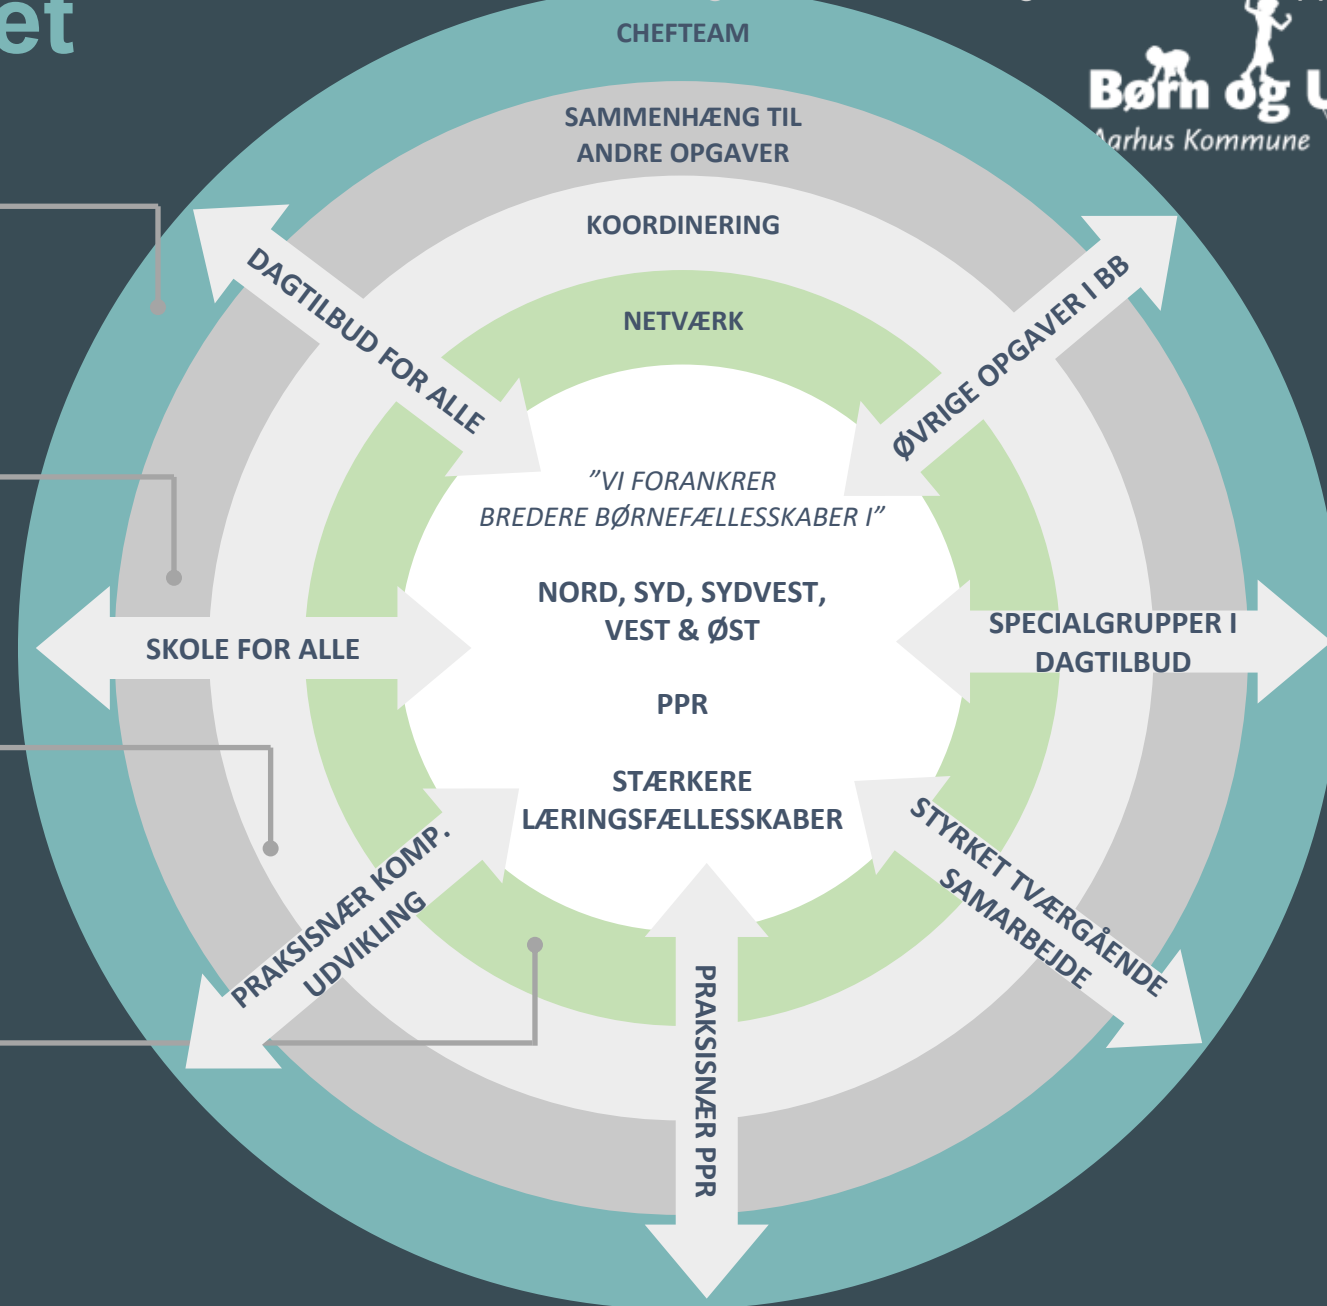 et
Børn og U
Aarhus Kommune
CHEFTEAM
SAMMENHÆNG TIL
ANDRE OPGAVER
KOORDINERING
NETVÆRK
DAGTILBUD FOR ALLE
ØVRIGE OPGAVER I BB
”VI FORANKRER
BREDERE BØRNEFÆLLESSKABER I”
NORD, SYD, SYDVEST,
VEST & ØST
PPR
STÆRKERE
LÆRINGSFÆLLESSKABER
SKOLE FOR ALLE
SPECIALGRUPPER I
DAGTILBUD
PRAKSISNÆR KOMP.
UDVIKLING
STYRKET TVÆRGÅENDE
SAMARBEJDE
PRAKSISNÆR PPR